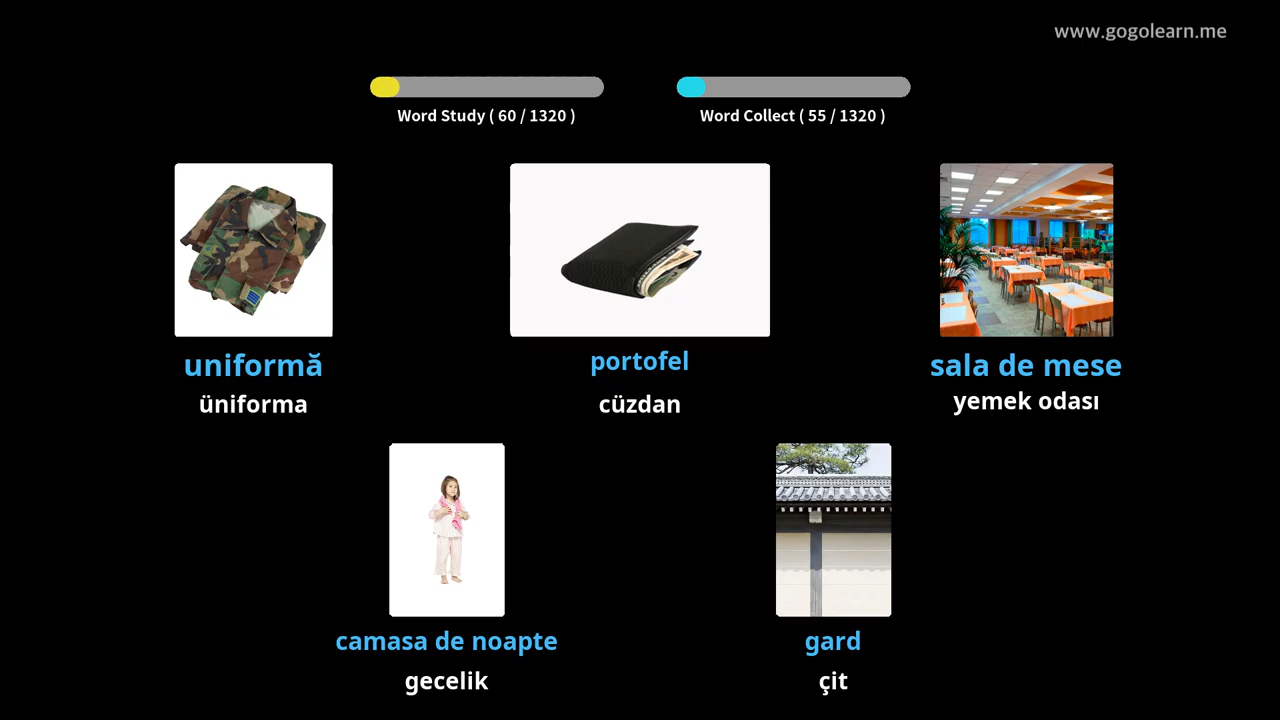 www.gogolearn.me
Word Study ( 60 / 1320 )
Word Collect ( 55 / 1320 )
uniformă
üniforma
portofel
cüzdan
sala de mese
yemek odası
camasa de noapte
gecelik
gard
çit